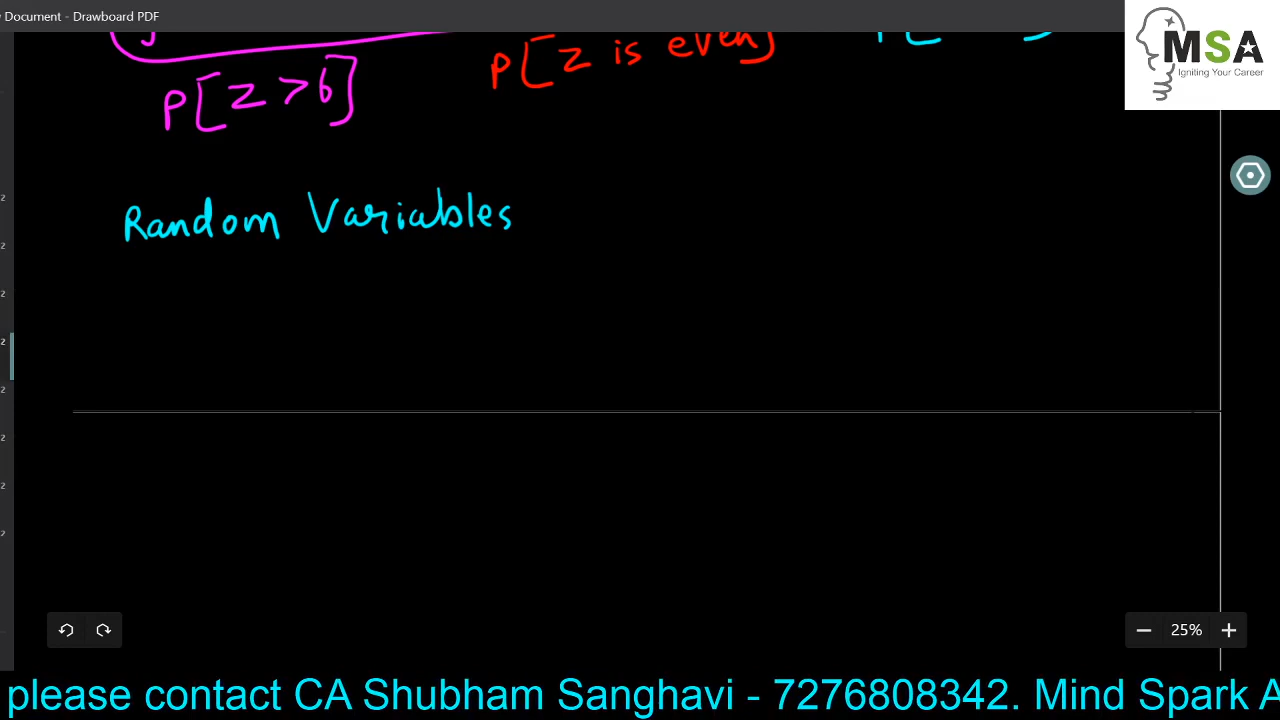 Document - Drawboard PDF
MSA
Igniting Your Career
P[Z is even]
P[Z > 6]
Random Variables
25%
please contact CA Shubham Sanghavi - 7276808342. Mind Spark A